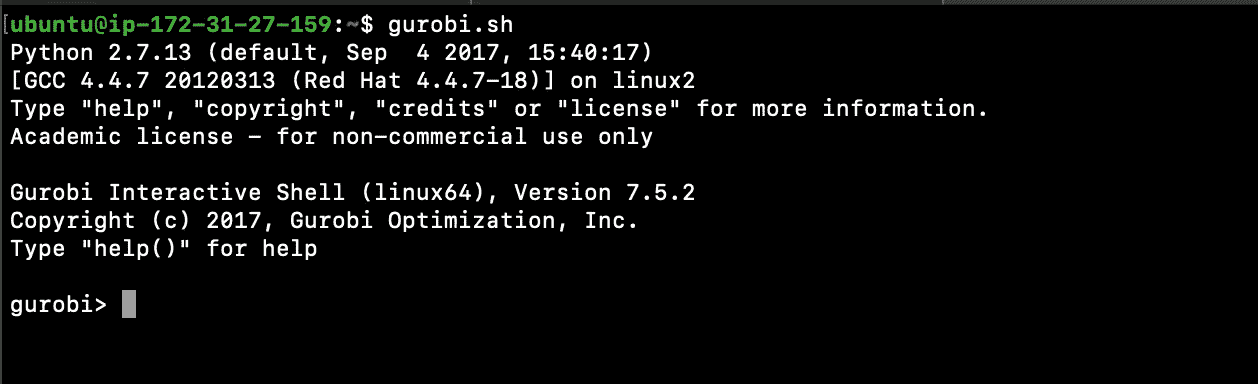 [ubuntu@ip-172-31-27-159:~$ gurobi.sh
Python 2.7.13 (default, Sep  4 2017, 15:40:17)
[GCC 4.4.7 20120313 (Red Hat 4.4.7-18)] on linux2
Type "help", "copyright", "credits" or "license" for more information.
Academic license - for non-commercial use only
Gurobi Interactive Shell (linux64), Version 7.5.2
Copyright (c) 2017, Gurobi Optimization, Inc.
Type "help()" for help
gurobi>